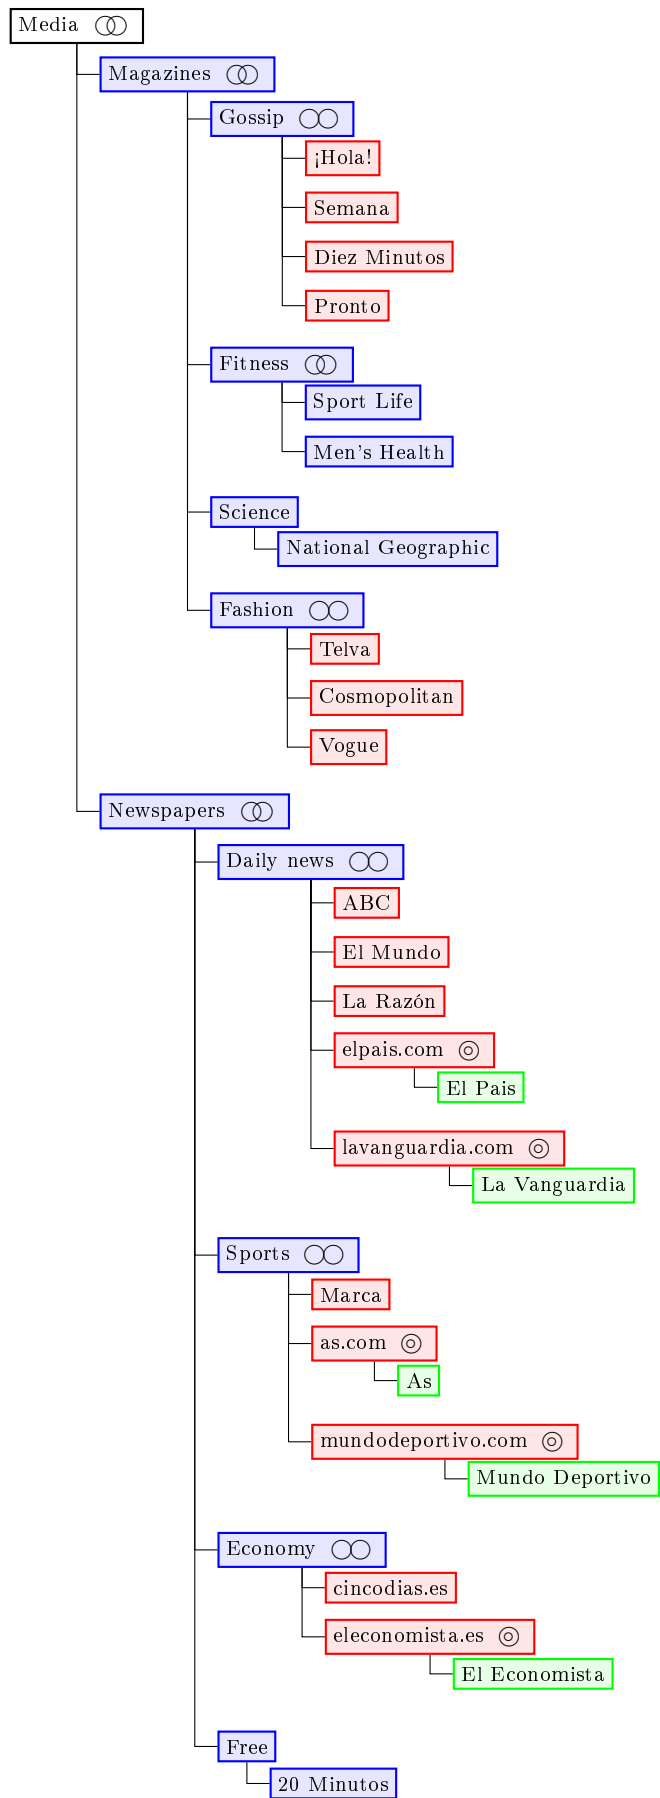 Media
Magazines
Gossip
¡Hola!
Semana
Diez Minutos
Pronto
Fitness
Sport Life
Men's Health
Science
National Geographic
Fashion
Telva
Cosmopolitan
Vogue
Newspapers
Daily news
ABC
El Mundo
La Razón
elpais.com
El Pais
lavanguardia.com
La Vanguardia
Sports
Marca
as.com
As
mundodeportivo.com
Mundo Deportivo
Economy
cincodias.es
eleconomista.es
El Economista
Free
20 Minutos